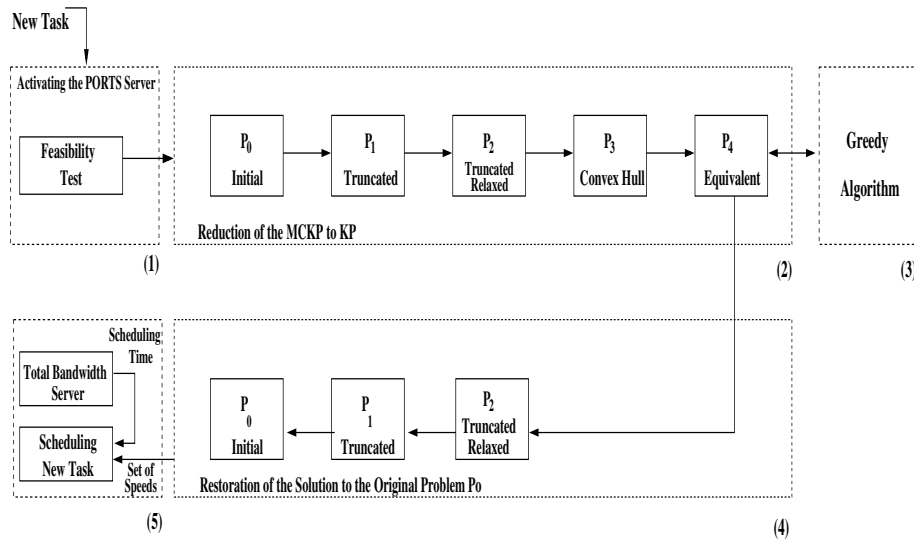 New Task
Activating the PORTS Server
Feasibility
Test
(1)
P0
Initial
P1
Truncated
P2
Truncated
Relaxed
P3
Convex Hull
P4
Equivalent
Reduction of the MCKP to KP
(2)
Greedy
Algorithm
(3)
Scheduling
Time
Total Bandwidth
Server
Scheduling
New Task
Set of
Speeds
(5)
P0
Initial
P1
Truncated
P2
Truncated
Relaxed
Restoration of the Solution to the Original Problem Po
(4)